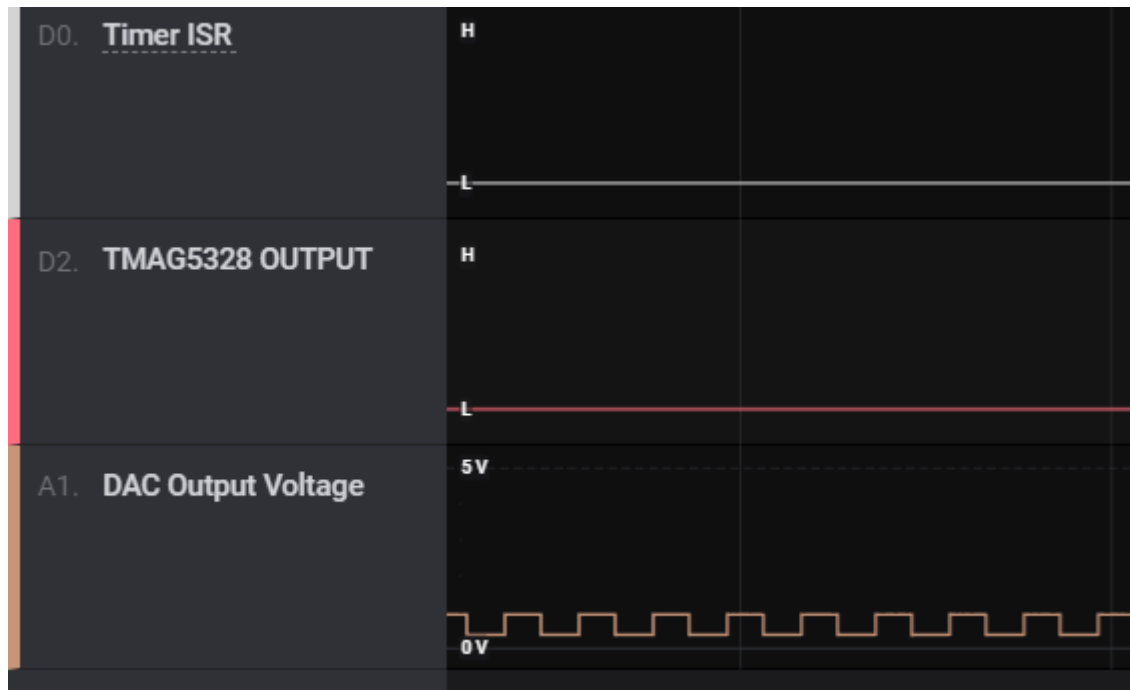 D0. Timer ISR
H
L
D2. TMAG5328 OUTPUT
H
L
A1. DAC Output Voltage
5 V
0 V